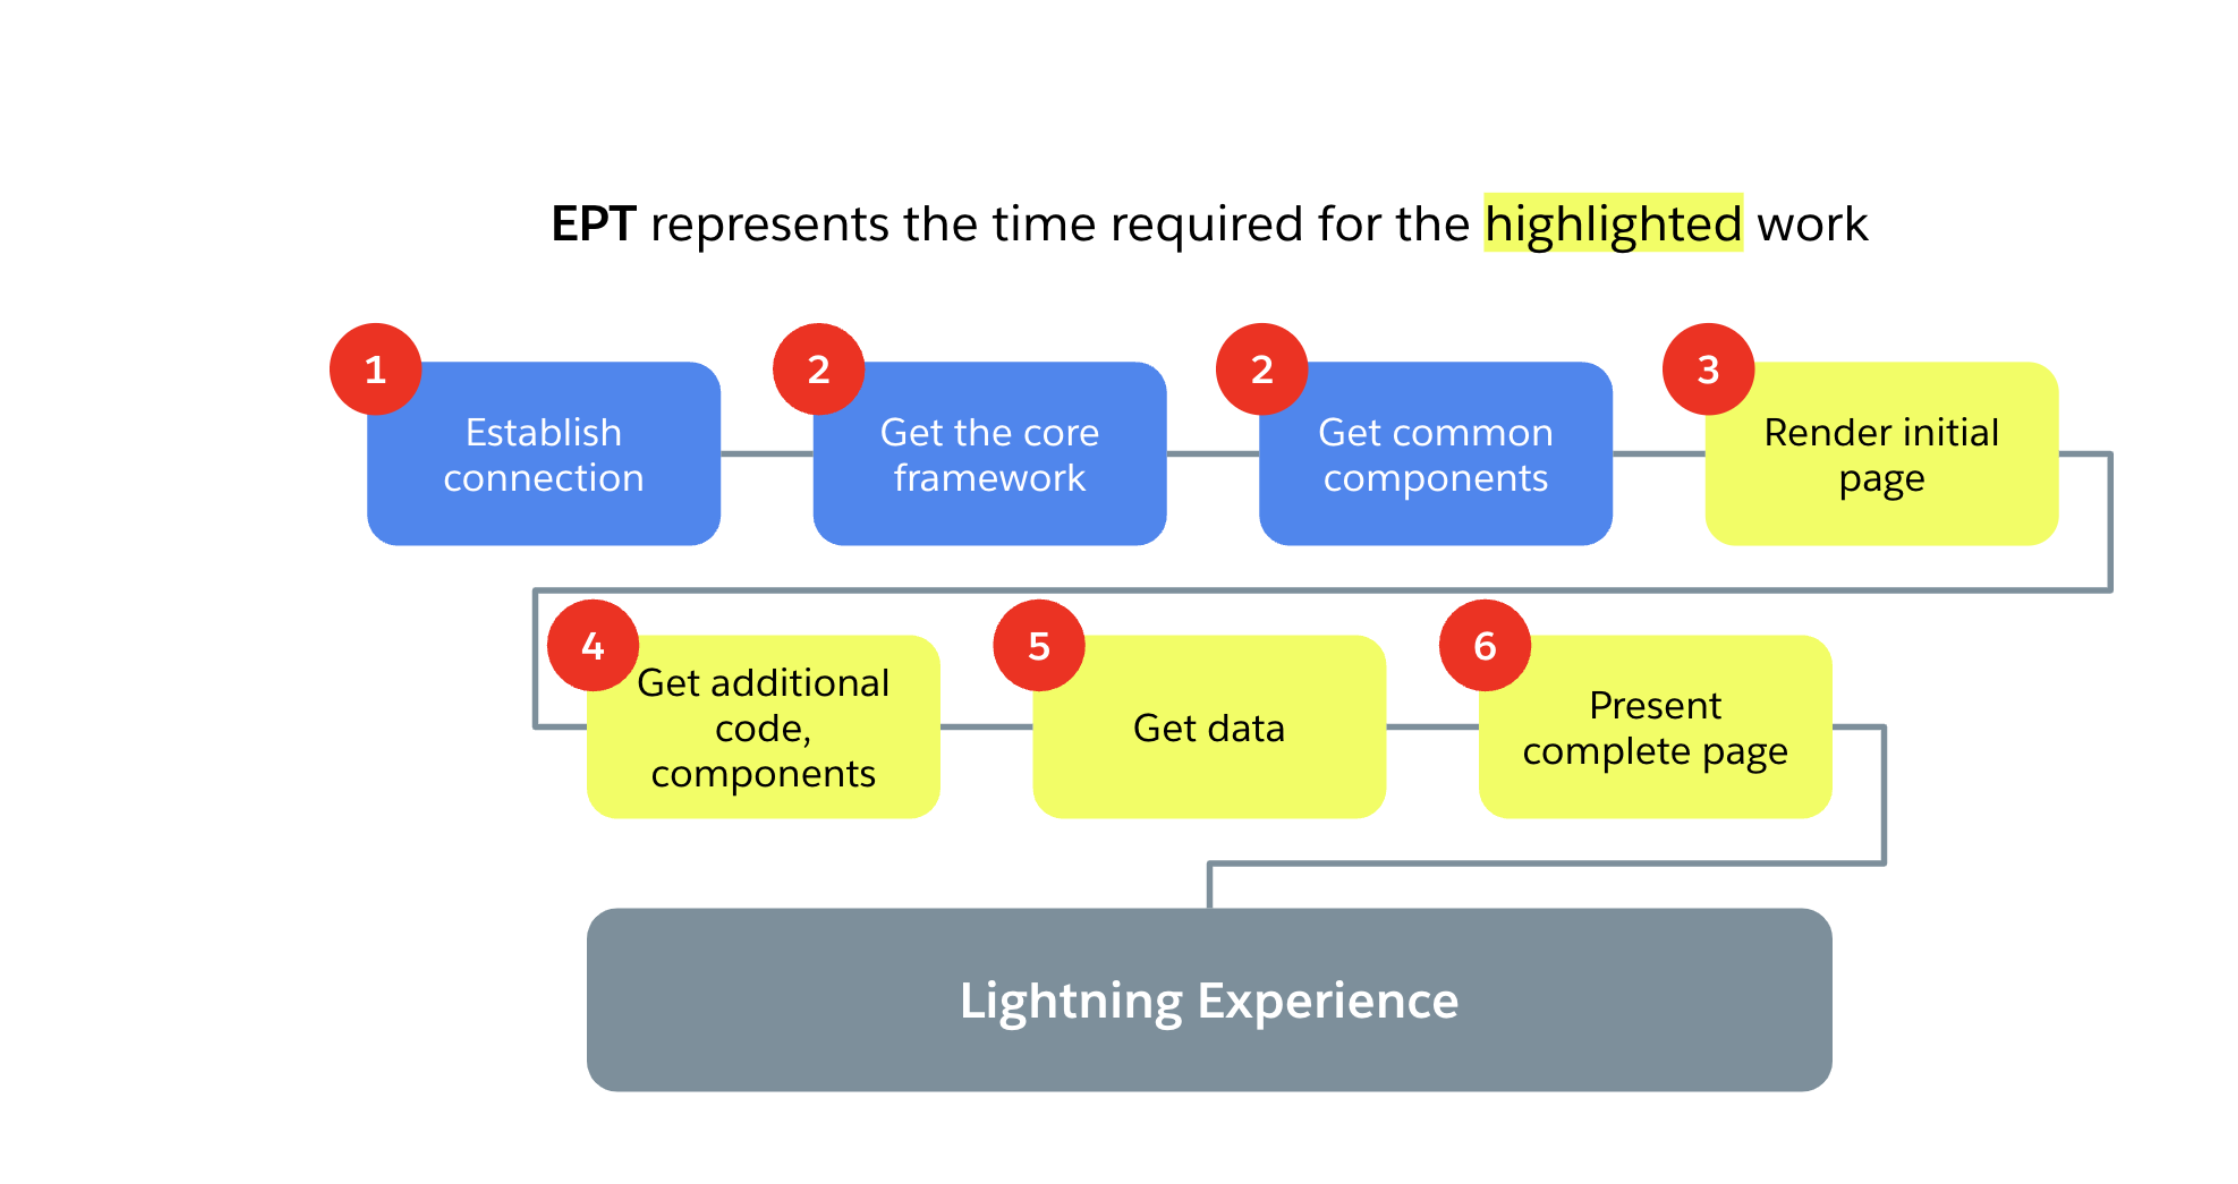 EPT represents the time required for the highlighted work
1
Establish
connection
2
Get the core
framework
2
Get common
components
3
Render initial
page
4
Get additional
code,
components
5
Get data
6
Present
complete page
Lightning Experience